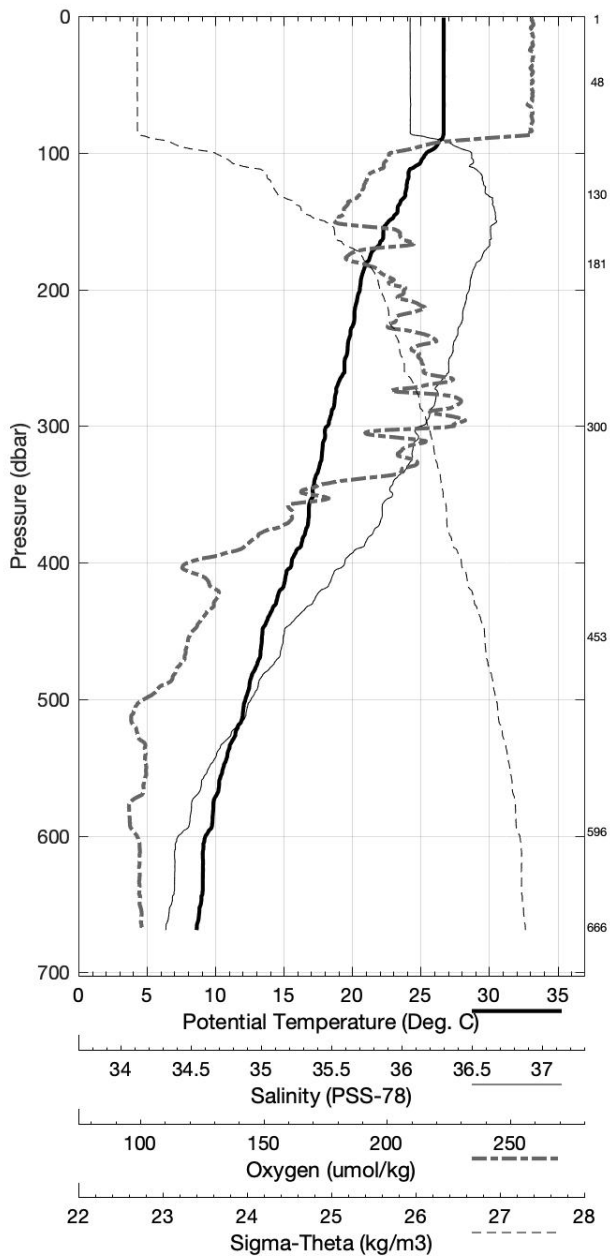 0
1
48
100
130
181
200
300
300
Pressure (dbar)
400
453
500
600
596
666
700
0 5 10 15 20 25 30 35
Potential Temperature (Deg. C)
34 34.5 35 35.5 36 36.5 37
Salinity (PSS-78)
100 150 200 250
Oxygen (umol/kg)
22 23 24 25 26 27 28
Sigma-Theta (kg/m3)